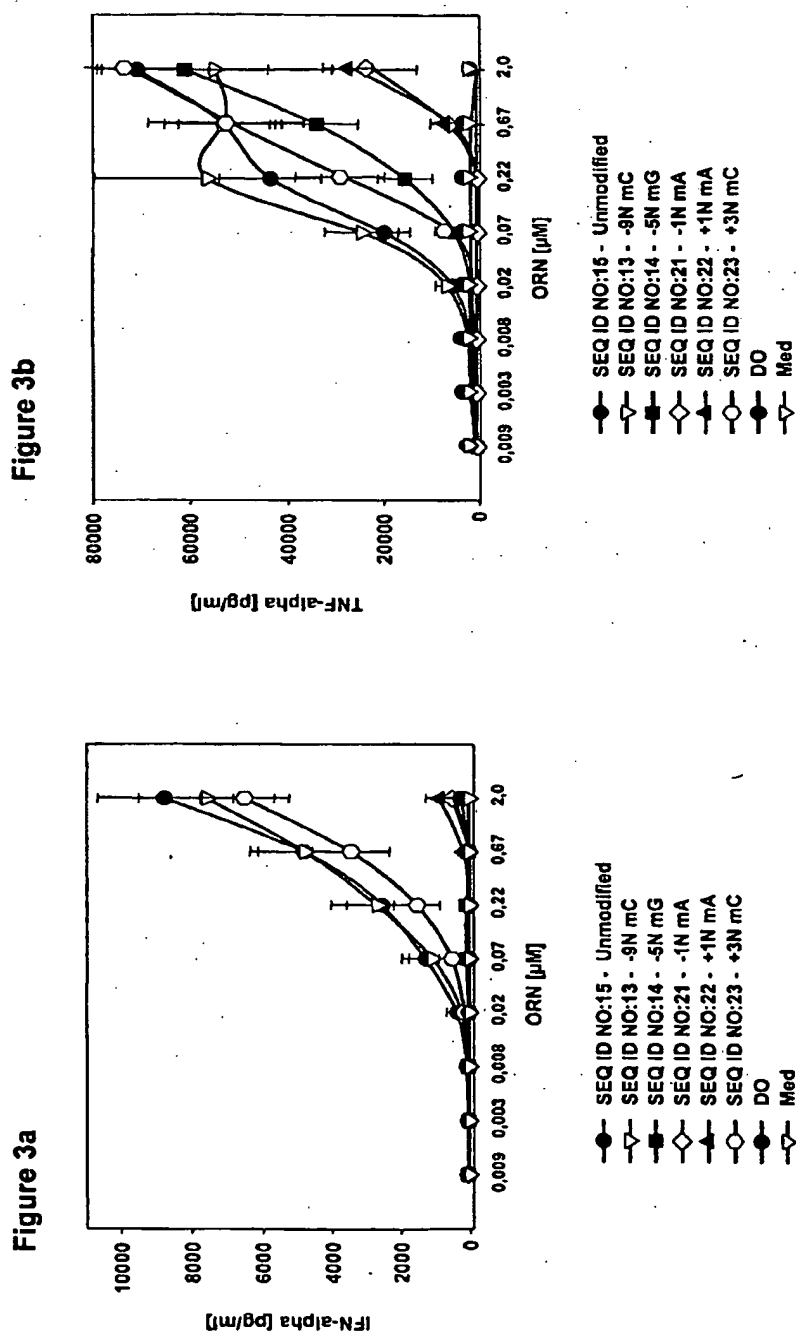 Figure 3a
IFN-alpha [pg/ml]
10000
8000
6000
4000
2000
0
0,009
0,003
0,008
0,02
0,07
0,22
0,67
2,0
ORN [µM]
SEQ ID NO:15 - Unmodified
SEQ ID NO:13 - -9N mC
SEQ ID NO:14 - -5N mG
SEQ ID NO:21 - -1N mA
SEQ ID NO:22 - +1N mA
SEQ ID NO:23 - +3N mC
DO
Med
Figure 3b
TNF-alpha [pg/ml]
80000
60000
40000
20000
0
0,009
0,003
0,008
0,02
0,07
0,22
0,67
2,0
ORN [µM]
SEQ ID NO:15 - Unmodified
SEQ ID NO:13 - -9N mC
SEQ ID NO:14 - -5N mG
SEQ ID NO:21 - -1N mA
SEQ ID NO:22 - +1N mA
SEQ ID NO:23 - +3N mC
DO
Med